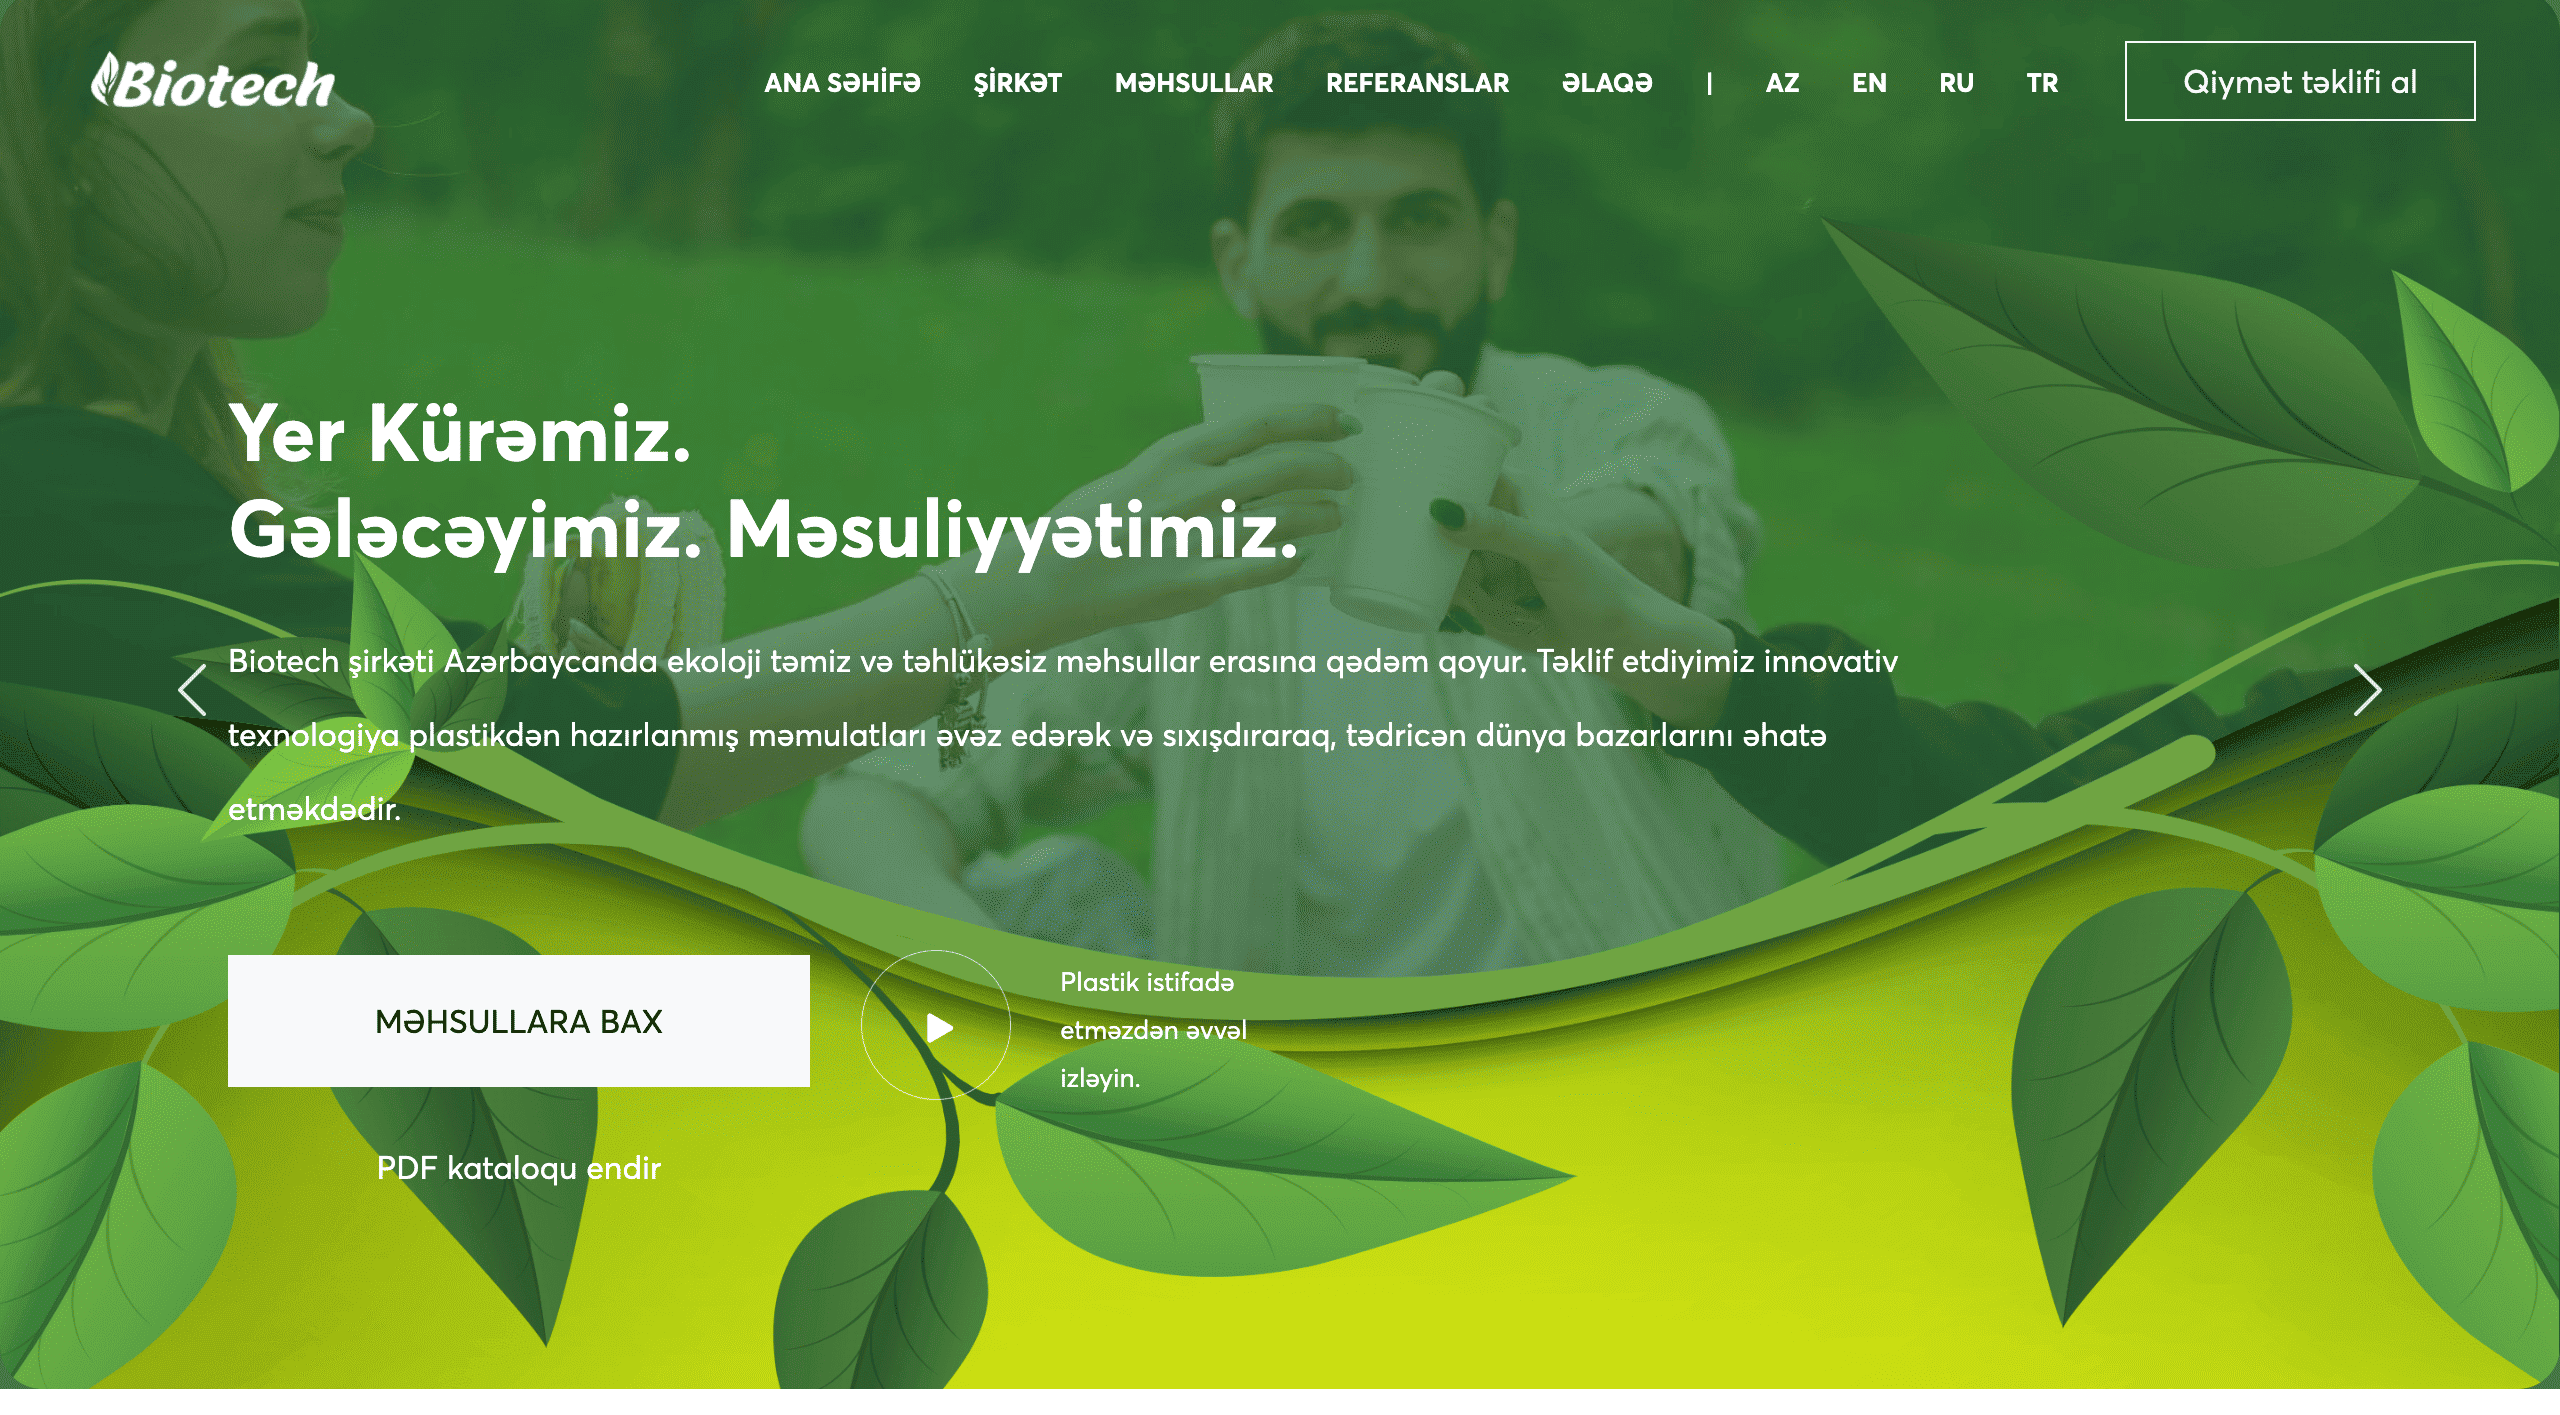 Biotech
ANA SƏHİFƏ ŞİRKƏT MƏHSULLAR REFERANSLAR ƏLAQƏ | AZ EN RU TR Qiymət təklifi al
Yer Kürəmiz.
Gələcəyimiz. Məsuliyyətimiz.
Biotech şirkəti Azərbaycanda ekoloji təmiz və təhlükəsiz məhsullar erasına qədəm qoyur. Təklif etdiyimiz innovativ
texnologiya plastikdən hazırlanmış məmulatları əvəz edərək və sıxışdıraraq, tədricən dünya bazarlarını əhatə
etməkdədir.
MƏHSULLARA BAX
Plastik istifadə
etməzdən əvvəl
izləyin.
PDF kataloqu endir